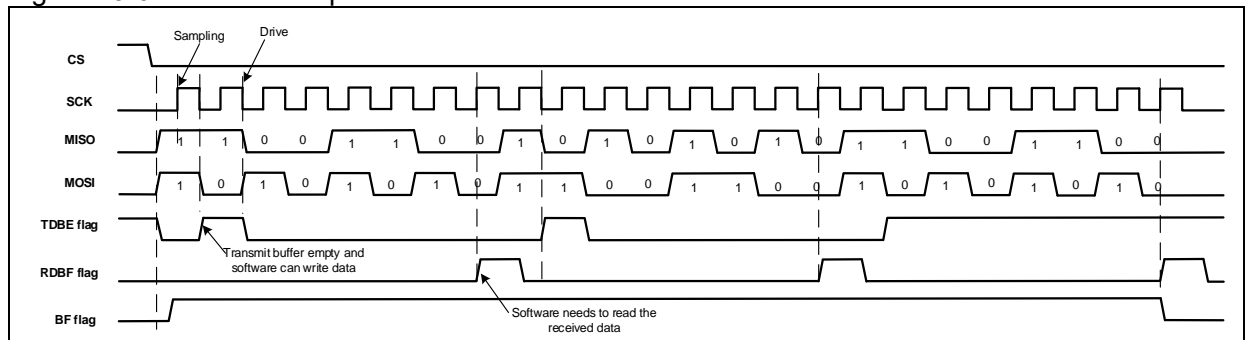 Sampling
Drive
CS
SCK
MISO
1 1 0 0 1 1 0 0 1 0 1 0 1 0 1 0 1 1 0 0 1 1 0 0
MOSI
1 0 1 0 1 0 1 0 1 1 0 0 1 1 0 0 1 0 1 0 1 0 1 0
TDBE flag
Transmit buffer empty and
software can write data
RDBF flag
Software needs to read the
received data
BF flag